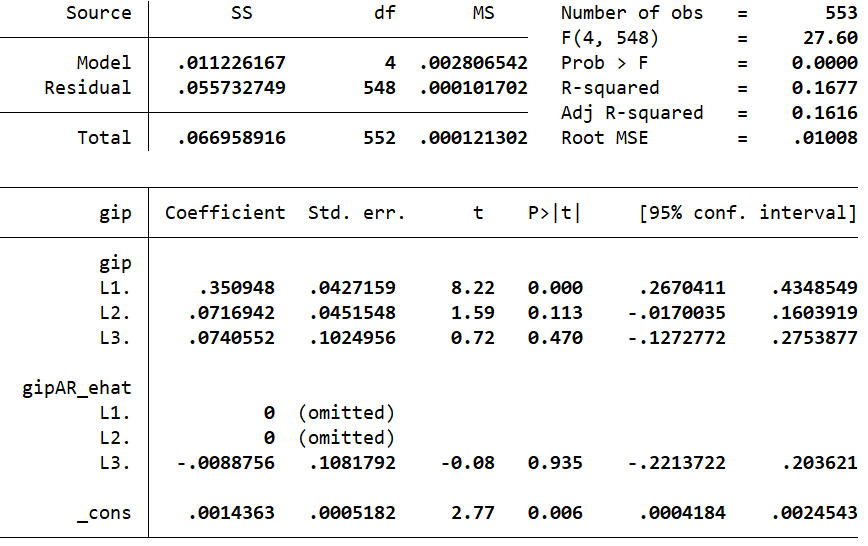 Source SS df MS Number of obs = 553
F(4, 548) = 27.60
Model .011226167 4 .002806542 Prob > F = 0.0000
Residual .055732749 548 .000101702 R-squared = 0.1677
Adj R-squared = 0.1616
Total .066958916 552 .000121302 Root MSE = .01008
gip Coefficient Std. err. t P>|t| [95% conf. interval]
gip
L1. .350948 .0427159 8.22 0.000 .2670411 .4348549
L2. .0716942 .0451548 1.59 0.113 -.0170035 .1603919
L3. .0740552 .1024956 0.72 0.470 -.1272772 .2753877
gipAR_ehat
L1. 0 (omitted)
L2. 0 (omitted)
L3. -.0088756 .1081792 -0.08 0.935 -.2213722 .203621
_cons .0014363 .0005182 2.77 0.006 .0004184 .0024543